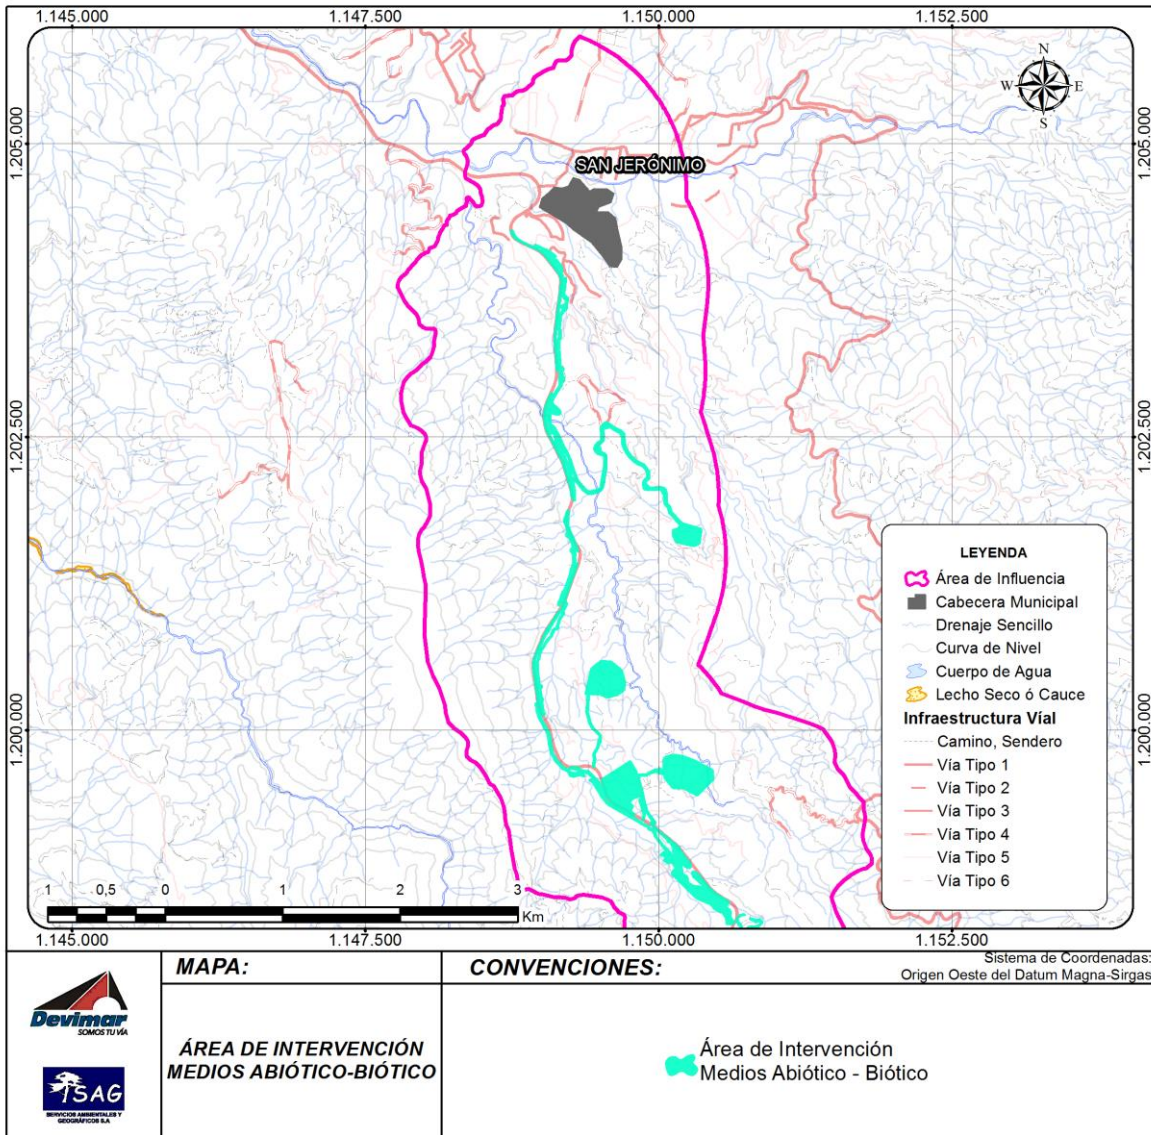 1.145.000 1.147.500 1.150.000 1.152.500
N
W E
S
1.205.000 1.205.000
SAN JERÓNIMO
1.202.500 1.202.500
LEYENDA
Área de Influencia
Cabecera Municipal
Drenaje Sencillo
Curva de Nivel
Cuerpo de Agua
Lecho Seco ó Cauce
Infraestructura Víal
Camino, Sendero
Vía Tipo 1
Vía Tipo 2
Vía Tipo 3
Vía Tipo 4
Vía Tipo 5
Vía Tipo 6
1.200.000 1.200.000
1 0,5 0 1 2 3
Km
1.145.000 1.147.500 1.150.000 1.152.500
MAPA:
CONVENCIONES:
Sistema de Coordenadas:
Origen Oeste del Datum Magna-Sirgas
Devimar
SOMOS TU VÍA
SAG
SERVICIOS AMBIENTALES Y
GEOGRÁFICOS S.A
ÁREA DE INTERVENCIÓN
MEDIOS ABIÓTICO-BIÓTICO
Área de Intervención
Medios Abiótico - Biótico